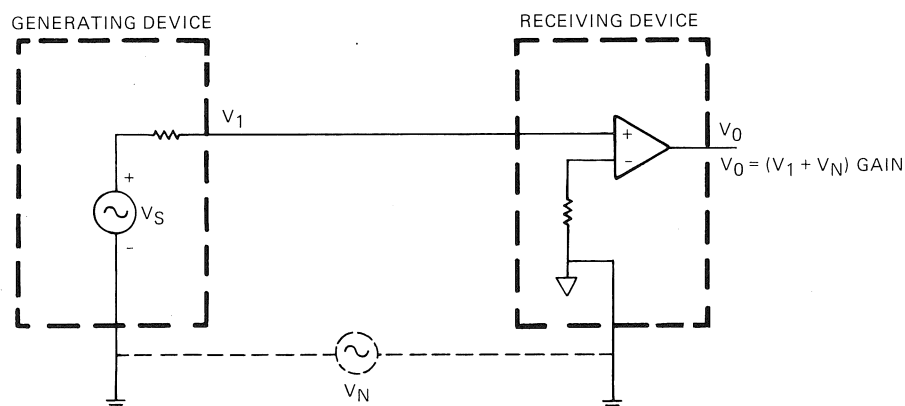 GENERATING DEVICE
RECEIVING DEVICE
V1
+
VS
-
+
-
V0
V0 = (V1 + VN) GAIN
VN